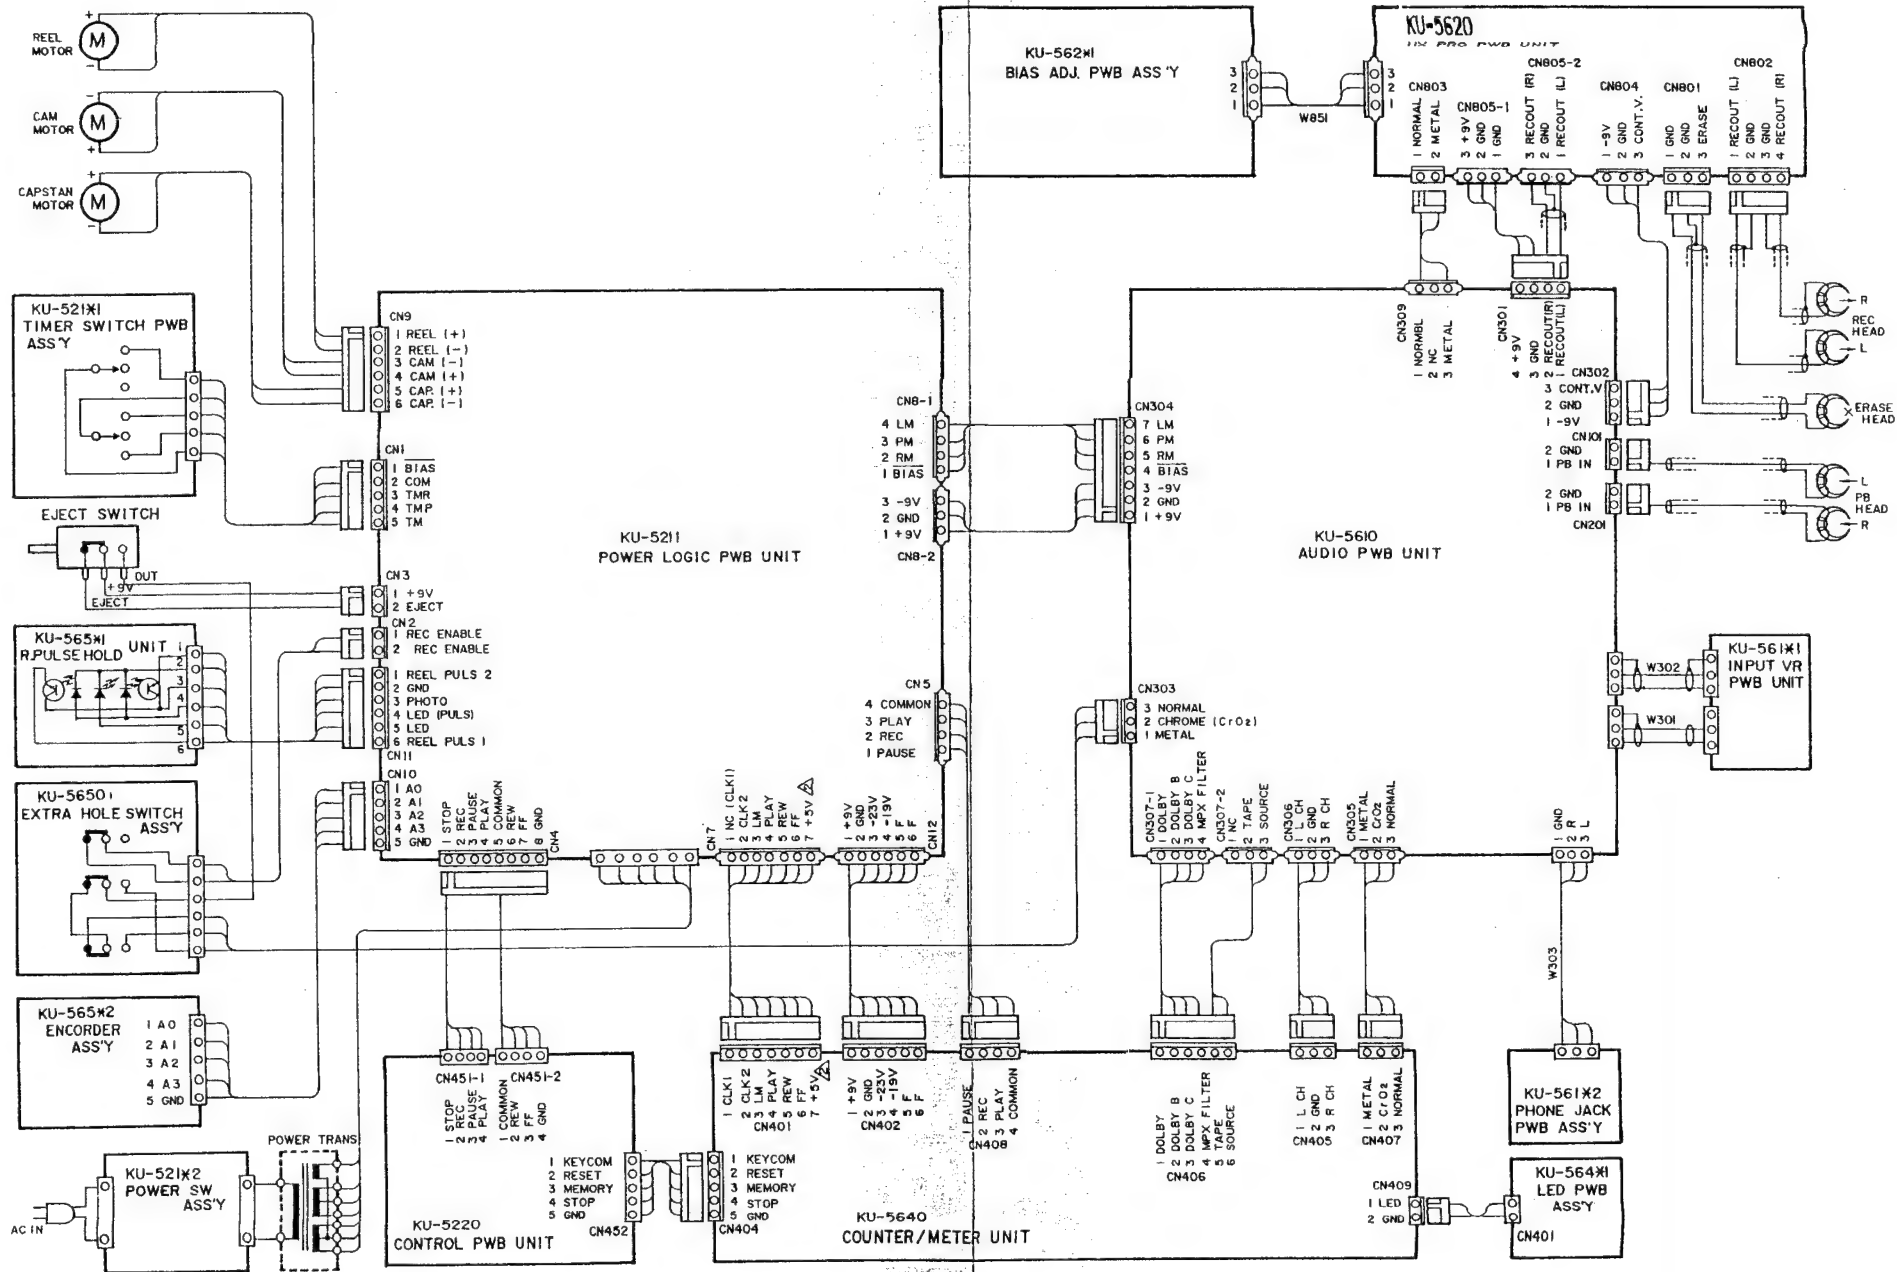 REEL
MOTOR
+
M
-
CAM
MOTOR
-
M
+
CAPSTAN
MOTOR
+
M
-
KU-562※1
BIAS ADJ. PWB ASS'Y
3
2
1
W851
3
2
1
KU-5620
HX PRO PWB UNIT
CN803
1 NORMAL
2 METAL
CN805-1
3 +9V
2 GND
1 GND
CN805-2
3 RECOUT (R)
2 GND
1 RECOUT (L)
CN804
1 -9V
2 GND
3 CONT.V.
CN801
1 GND
2 GND
3 ERASE
CN802
1 RECOUT (L)
2 GND
3 GND
4 RECOUT (R)
R
REC
HEAD
L
ERASE
HEAD
L
PB
HEAD
R
KU-521※1
TIMER SWITCH PWB
ASS'Y
CN9
1 REEL (+)
2 REEL (-)
3 CAM (-)
4 CAM (+)
5 CAP. (+)
6 CAP. (-)
CN1
1 BIAS
2 COM
3 TMR
4 TMP
5 TM
EJECT SWITCH
OUT
+9V
EJECT
CN3
1 +9V
2 EJECT
CN2
1 REC ENABLE
2 REC ENABLE
1 REEL PULS 2
2 GND
3 PHOTO
4 LED (PULS)
5 LED
6 REEL PULS 1
CN11
CN10
1 A0
2 A1
3 A2
4 A3
5 GND
KU-5211
POWER LOGIC PWB UNIT
CN8-1
4 LM
3 PM
2 RM
1 BIAS
3 -9V
2 GND
1 +9V
CN8-2
CN5
4 COMMON
3 PLAY
2 REC
1 PAUSE
1 STOP
2 REC
3 PAUSE
4 PLAY
5 COMMON
6 REW
7 FF
8 GND
CN4
CN7
1 NC (CLK1)
2 CLK2
3 LM
4 PLAY
5 REW
6 FF
7 +5V
1 +9V
2 GND
3 -23V
4 -19V
5 F
6 F
CN12
KU-565※1
R.PULSE HOLD UNIT
1
2
3
4
5
6
KU-5650 1
EXTRA HOLE SWITCH
ASS'Y
KU-565※2
ENCORDER
ASS'Y
1 A0
2 A1
3 A2
4 A3
5 GND
KU-521※2
POWER SW
ASS'Y
AC IN
POWER TRANS
CN309
1 NORMBL
2 NC
3 METAL
CN301
4 +9V
3 GND
2 RECOUT(R)
1 RECOUT(L)
CN302
3 CONT.V
2 GND
1 -9V
CN101
2 GND
1 PB IN
2 GND
1 PB IN
CN201
CN304
7 LM
6 PM
5 RM
4 BIAS
3 -9V
2 GND
1 +9V
KU-5610
AUDIO PWB UNIT
CN303
3 NORMAL
2 CHROME (CrO2)
1 METAL
W302
W301
KU-561※1
INPUT VR
PWB UNIT
CN307-1
1 DOLBY
2 DOLBY B
3 DOLBY C
4 MPX FILTER
CN307-2
1 NC
2 TAPE
3 SOURCE
CN306
1 L CH
2 GND
3 R CH
CN305
1 METAL
2 CrO2
3 NORMAL
1 GND
2 R
3 L
W303
KU-561※2
PHONE JACK
PWB ASS'Y
CN451-1
1 STOP
2 REC
3 PAUSE
4 PLAY
CN451-2
1 COMMON
2 REW
3 FF
4 GND
1 KEYCOM
2 RESET
3 MEMORY
4 STOP
5 GND
CN452
KU-5220
CONTROL PWB UNIT
1 CLK1
2 CLK2
3 LM
4 PLAY
5 REW
6 FF
7 +5V
CN401
1 +9V
2 GND
3 -23V
4 -19V
5 F
6 F
CN402
1 PAUSE
2 REC
3 PLAY
4 COMMON
CN408
1 DOLBY
2 DOLBY B
3 DOLBY C
4 MPX FILTER
5 TAPE
6 SOURCE
CN406
1 L CH
2 GND
3 R CH
CN405
1 METAL
2 CrO2
3 NORMAL
CN407
1 KEYCOM
2 RESET
3 MEMORY
4 STOP
5 GND
CN404
KU-5640
COUNTER/METER UNIT
CN409
1 LED
2 GND
KU-564※1
LED PWB
ASS'Y
CN401